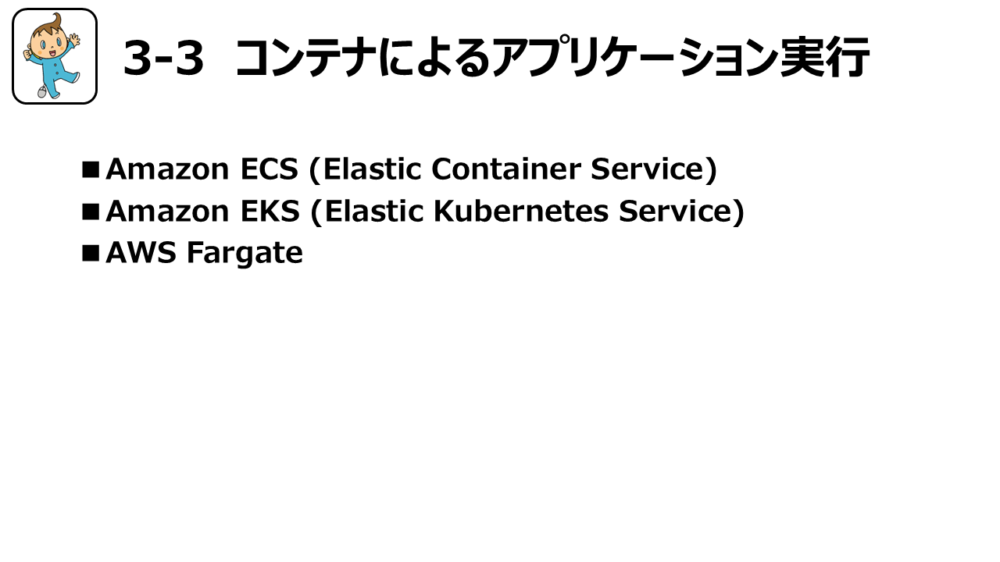 3-3 コンテナによるアプリケーション実行
■Amazon ECS (Elastic Container Service)
■Amazon EKS (Elastic Kubernetes Service)
■AWS Fargate